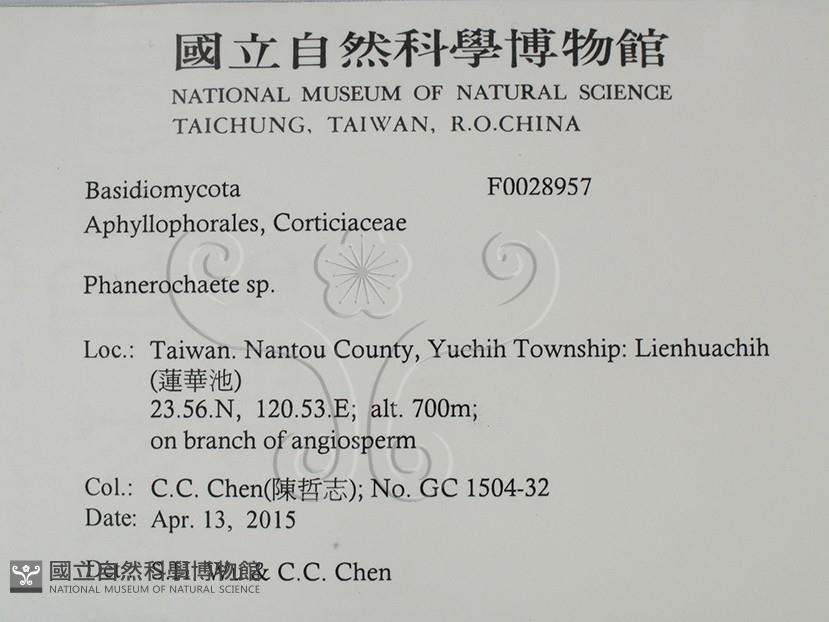 國立自然科學博物館
NATIONAL MUSEUM OF NATURAL SCIENCE
TAICHUNG, TAIWAN, R.O.CHINA
Basidiomycota F0028957
Aphyllophorales, Corticiaceae
Phanerochaete sp.
Loc.: Taiwan. Nantou County, Yuchih Township: Lienhuachih
(蓮華池)
23.56.N, 120.53.E; alt. 700m;
on branch of angiosperm
Col.: C.C. Chen(陳哲志); No. GC 1504-32
Date: Apr. 13, 2015
Det.: S.H. Wu & C.C. Chen
國立自然科學博物館
NATIONAL MUSEUM OF NATURAL SCIENCE